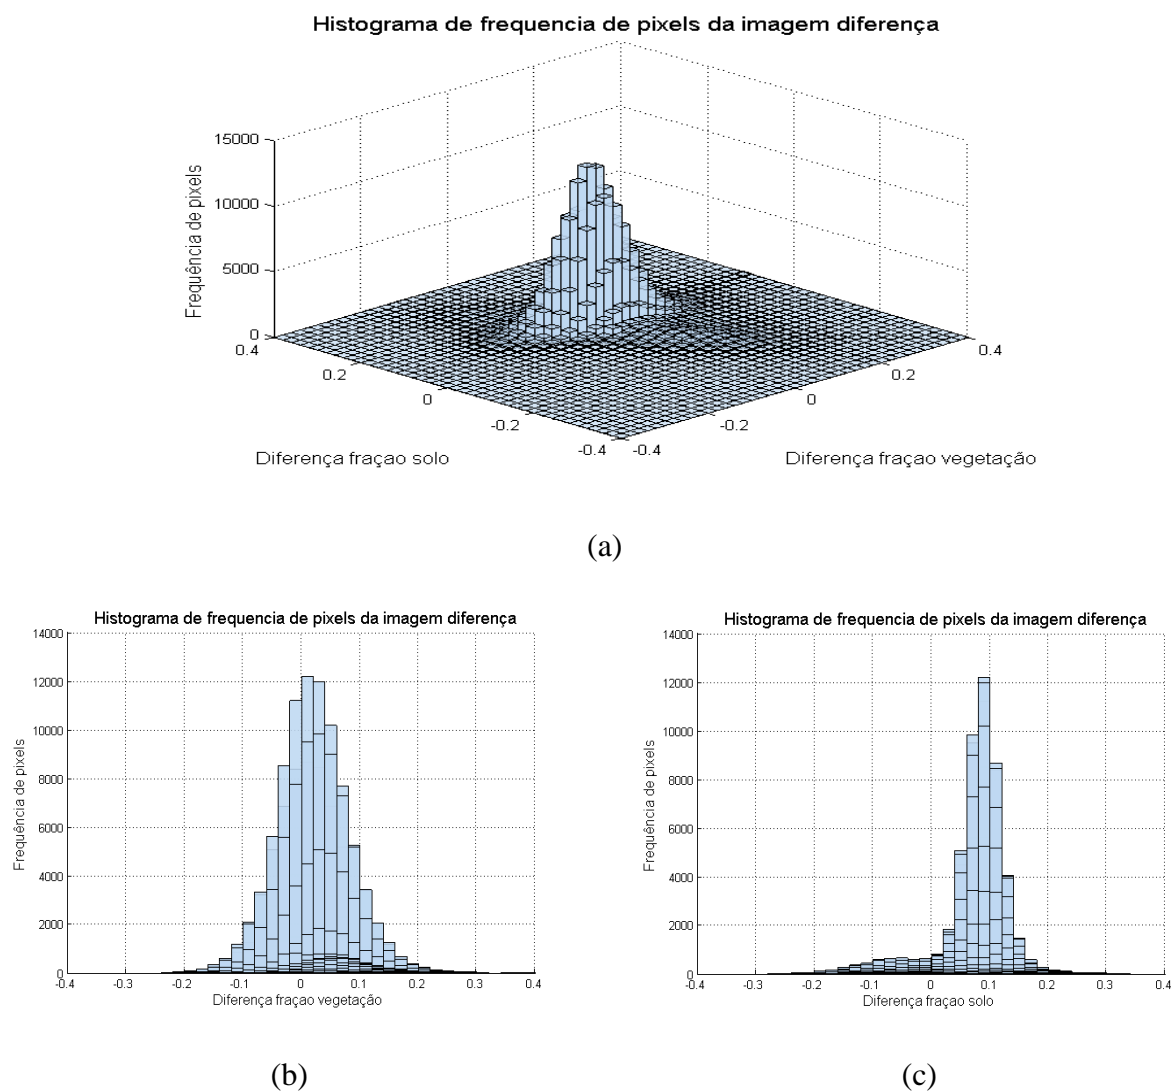 Histograma de frequencia de pixels da imagem diferença
15000
10000
5000
0
Frequência de pixels
0.4
0.2
0
-0.2
-0.4
-0.4
-0.2
0
0.2
0.4
Diferença fraçao solo
Diferença fraçao vegetação
(a)
Histograma de frequencia de pixels da imagem diferença
14000
12000
10000
8000
6000
4000
2000
0
Frequência de pixels
-0.4 -0.3 -0.2 -0.1 0 0.1 0.2 0.3 0.4
Diferença fraçao vegetação
(b)
Histograma de frequencia de pixels da imagem diferença
14000
12000
10000
8000
6000
4000
2000
0
Frequência de pixels
-0.4 -0.3 -0.2 -0.1 0 0.1 0.2 0.3 0.4
Diferença fraçao solo
(c)